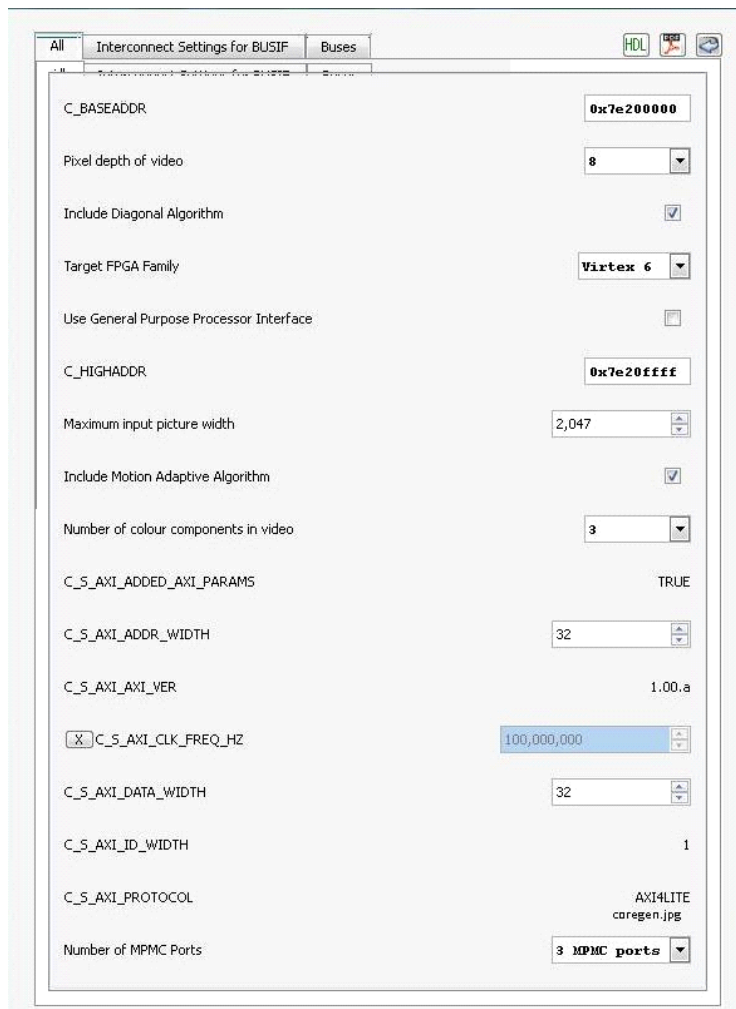 All Interconnect Settings for BUSIF Buses HDL
C_BASEADDR 0x7e200000
Pixel depth of video 8
Include Diagonal Algorithm
Target FPGA Family Virtex 6
Use General Purpose Processor Interface
C_HIGHADDR 0x7e20ffff
Maximum input picture width 2,047
Include Motion Adaptive Algorithm
Number of colour components in video 3
C_S_AXI_ADDED_AXI_PARAMS TRUE
C_S_AXI_ADDR_WIDTH 32
C_S_AXI_AXI_VER 1.00.a
X C_S_AXI_CLK_FREQ_HZ 100,000,000
C_S_AXI_DATA_WIDTH 32
C_S_AXI_ID_WIDTH 1
C_S_AXI_PROTOCOL AXI4LITE
coregen.jpg
Number of MPMC Ports 3 MPMC ports